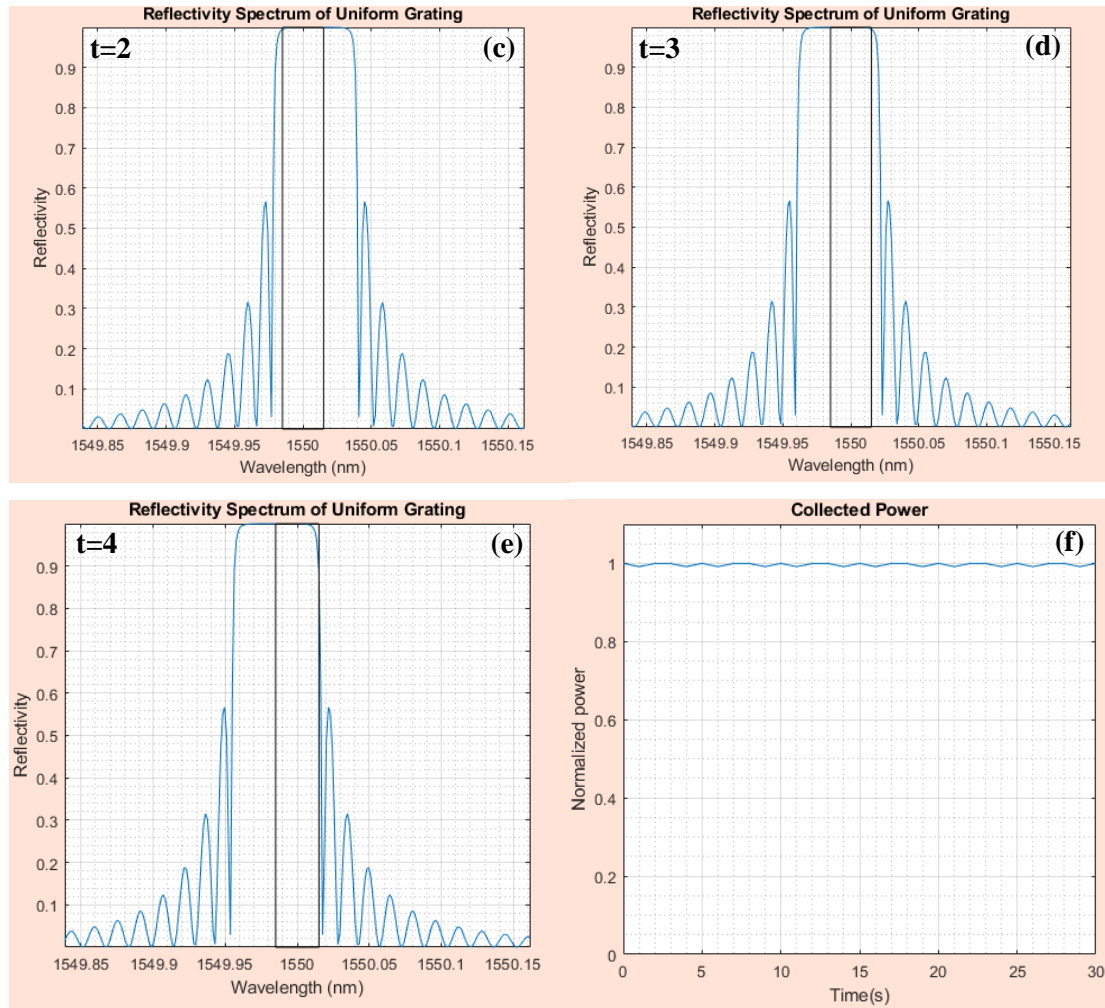 Reflectivity Spectrum of Uniform Grating
t=2
(c)
0.9
0.8
0.7
0.6
0.5
0.4
0.3
0.2
0.1
Reflectivity
1549.85 1549.9 1549.95 1550 1550.05 1550.1 1550.15
Wavelength (nm)
Reflectivity Spectrum of Uniform Grating
t=3
(d)
0.9
0.8
0.7
0.6
0.5
0.4
0.3
0.2
0.1
Reflectivity
1549.85 1549.9 1549.95 1550 1550.05 1550.1 1550.15
Wavelength (nm)
Reflectivity Spectrum of Uniform Grating
t=4
(e)
0.9
0.8
0.7
0.6
0.5
0.4
0.3
0.2
0.1
Reflectivity
1549.85 1549.9 1549.95 1550 1550.05 1550.1 1550.15
Wavelength (nm)
Collected Power
(f)
1
0.8
0.6
0.4
0.2
0
Normalized power
0 5 10 15 20 25 30
Time(s)